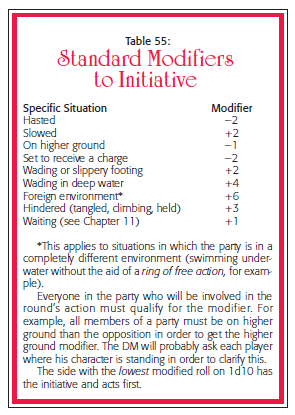 Table 55:
Standard Modifiers
to Initiative
Specific Situation Modifier
Hasted –2
Slowed +2
On higher ground –1
Set to receive a charge –2
Wading or slippery footing +2
Wading in deep water +4
Foreign environment* +6
Hindered (tangled, climbing, held) +3
Waiting (see Chapter 11) +1
*This applies to situations in which the party is in a
completely different environment (swimming under-
water without the aid of a ring of free action, for exam-
ple).
Everyone in the party who will be involved in the
round's action must qualify for the modifier. For
example, all members of a party must be on higher
ground than the opposition in order to get the higher
ground modifier. The DM will probably ask each player
where his character is standing in order to clarify this.
The side with the lowest modified roll on 1d10 has
the initiative and acts first.